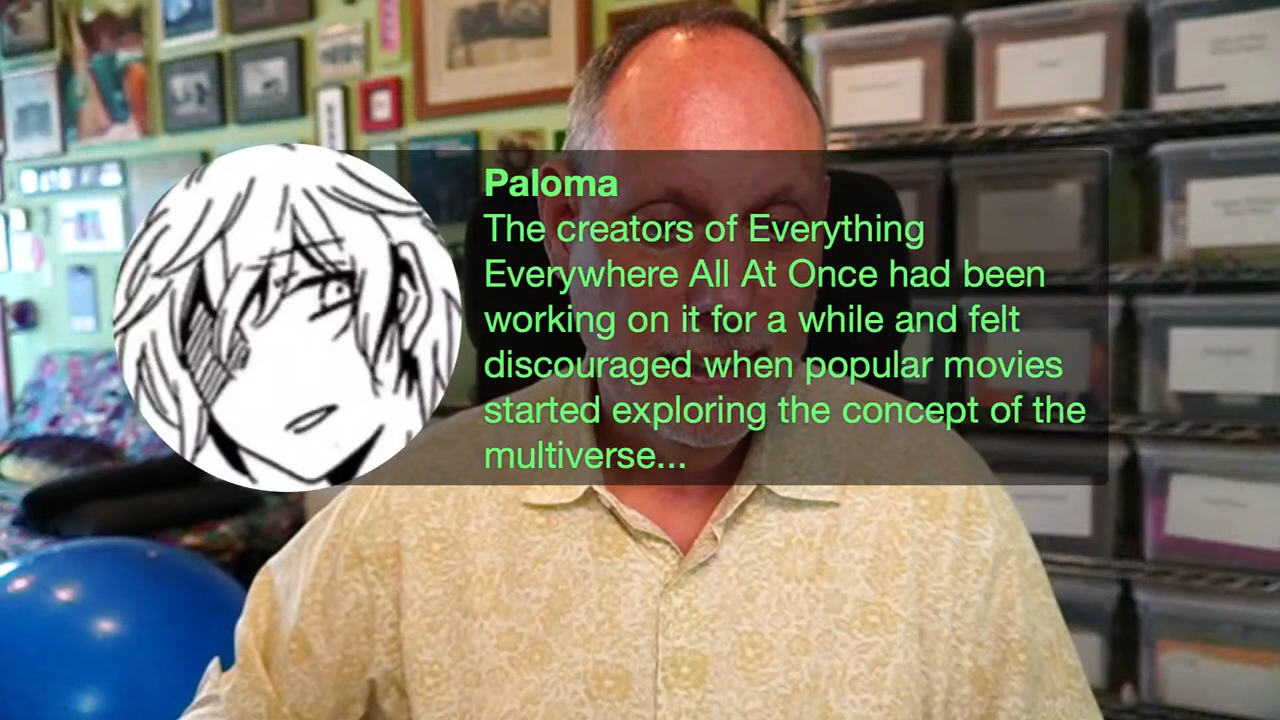 Paloma
The creators of Everything
Everywhere All At Once had been
working on it for a while and felt
discouraged when popular movies
started exploring the concept of the
multiverse...